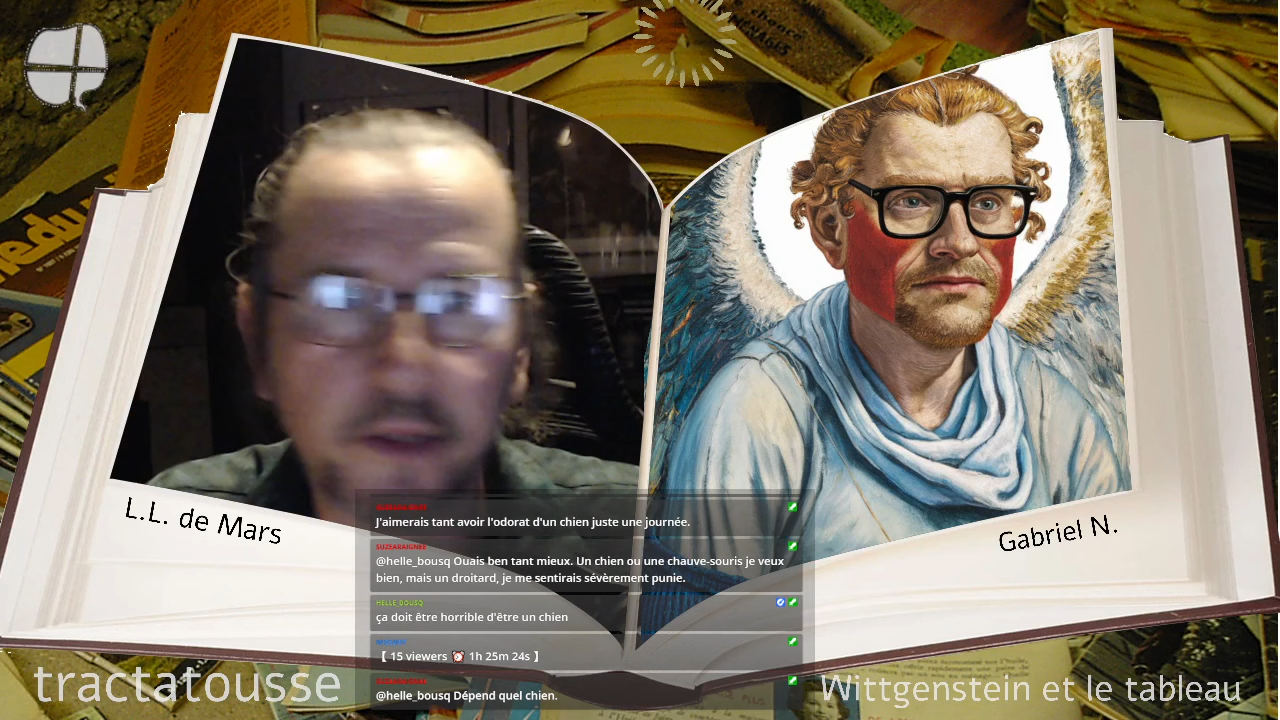 L.L. de Mars
Gabriel N.
J'aimerais tant avoir l'odorat d'un chien juste une journée.
SUZEARAIGNEE
@helle_bousq Ouais ben tant mieux. Un chien ou une chauve-souris je veux
bien, mais un droitard, je me sentirais sévèrement punie.
HELLE_BOUSQ
ça doit être horrible d'être un chien
【 15 viewers ⏰ 1h 25m 24s 】
@helle_bousq Dépend quel chien.
tractatousse
Wittgenstein et le tableau